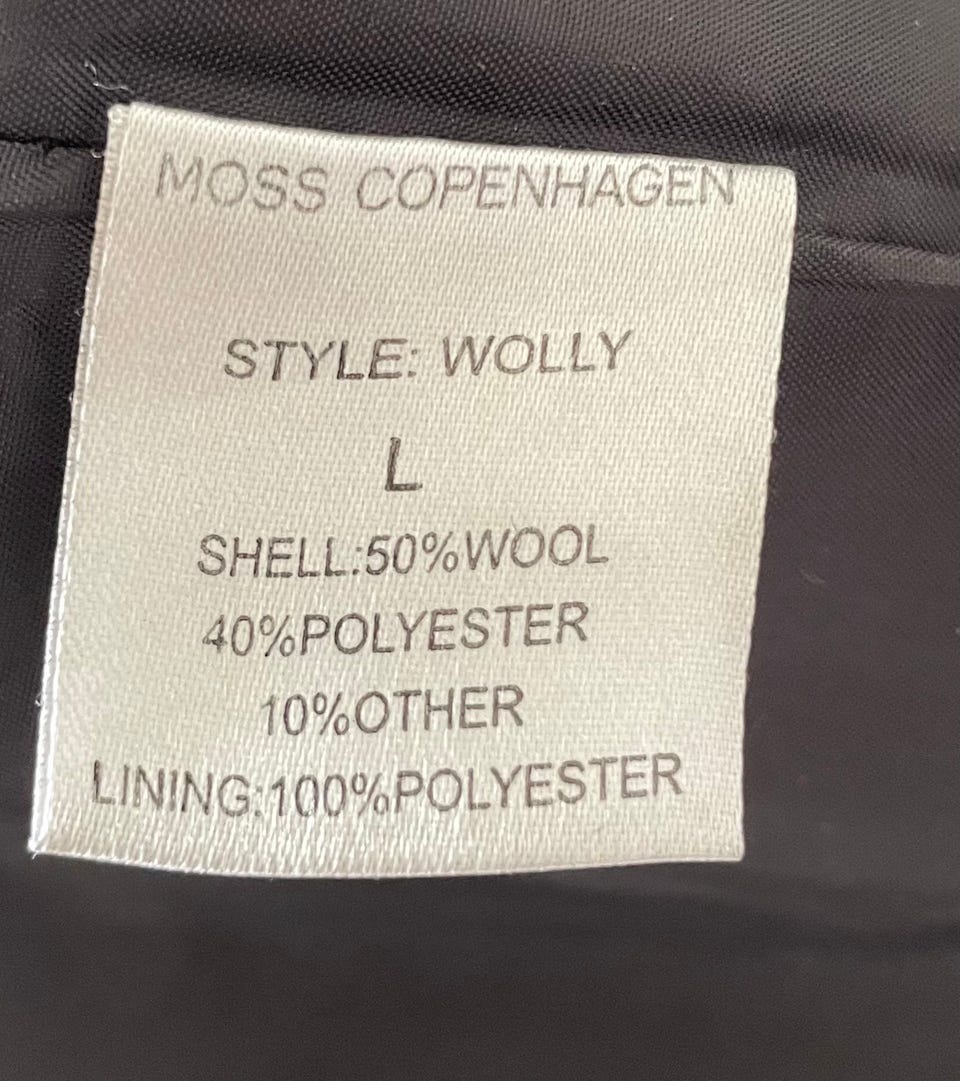 MOSS COPENHAGEN
STYLE: WOLLY
L
SHELL:50%WOOL
40%POLYESTER
10%OTHER
LINING:100%POLYESTER